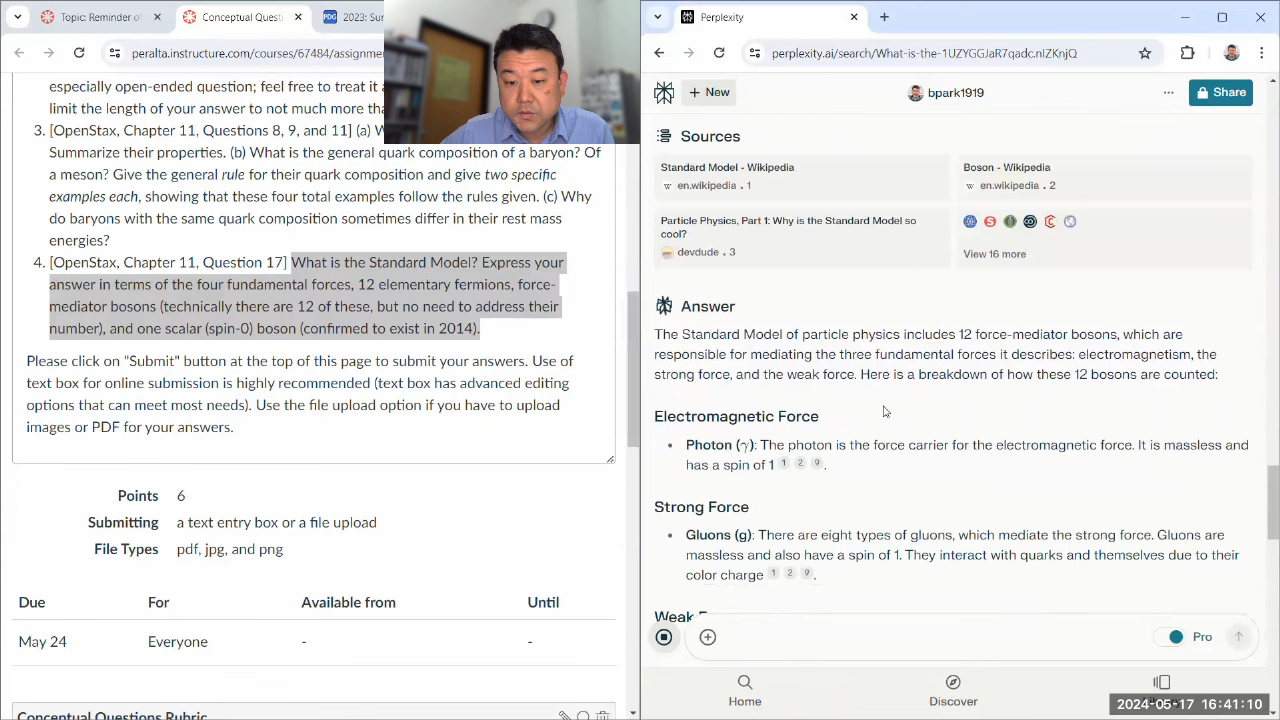 Topic: Reminder of
Conceptual Questi
2023: Sum
peralta.instructure.com/courses/67484/assignme
especially open-ended question; feel free to treat it a
limit the length of your answer to not much more tha
3. [OpenStax, Chapter 11, Questions 8, 9, and 11] (a) W
Summarize their properties. (b) What is the general quark composition of a baryon? Of
a meson? Give the general rule for their quark composition and give two specific
examples each, showing that these four total examples follow the rules given. (c) Why
do baryons with the same quark composition sometimes differ in their rest mass
energies?
4. [OpenStax, Chapter 11, Question 17] What is the Standard Model? Express your
answer in terms of the four fundamental forces, 12 elementary fermions, force-
mediator bosons (technically there are 12 of these, but no need to address their
number), and one scalar (spin-0) boson (confirmed to exist in 2014).
Please click on "Submit" button at the top of this page to submit your answers. Use of
text box for online submission is highly recommended (text box has advanced editing
options that can meet most needs). Use the file upload option if you have to upload
images or PDF for your answers.
Points 6
Submitting a text entry box or a file upload
File Types pdf, jpg, and png
Due For Available from Until
May 24 Everyone - -
Conceptual Questions Rubric
Perplexity
perplexity.ai/search/What-is-the-1UZYGGJaR7qadc.nIZKnjQ
New
bpark1919
Share
Sources
Standard Model - Wikipedia
en.wikipedia . 1
Boson - Wikipedia
en.wikipedia . 2
Particle Physics, Part 1: Why is the Standard Model so
cool?
devdude . 3
View 16 more
Answer
The Standard Model of particle physics includes 12 force-mediator bosons, which are
responsible for mediating the three fundamental forces it describes: electromagnetism, the
strong force, and the weak force. Here is a breakdown of how these 12 bosons are counted:
Electromagnetic Force
• Photon (γ): The photon is the force carrier for the electromagnetic force. It is massless and
has a spin of 1 1 2 9 .
Strong Force
• Gluons (g): There are eight types of gluons, which mediate the strong force. Gluons are
massless and also have a spin of 1. They interact with quarks and themselves due to their
color charge 1 2 9 .
Weak F
Pro
Home
Discover
2024-05-17 16:41:10